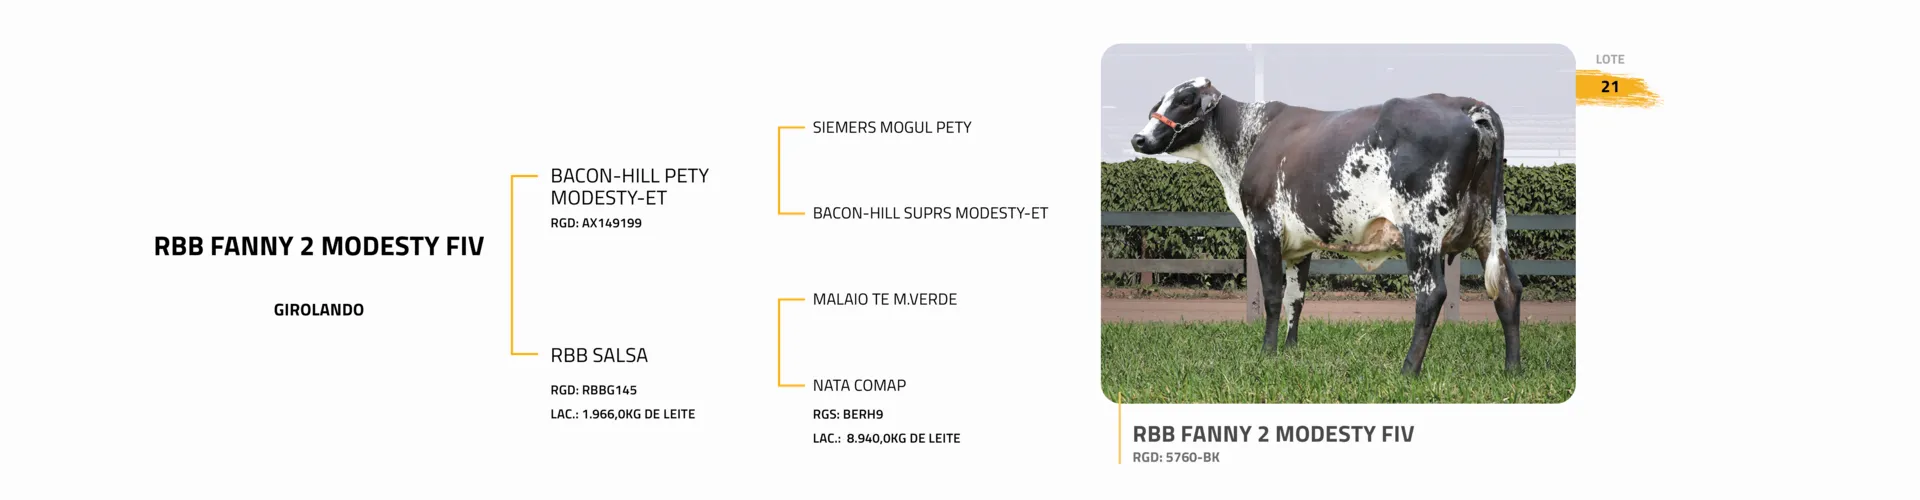 RBB FANNY 2 MODESTY FIV
GIROLANDO
BACON-HILL PETY
MODESTY-ET
RGD: AX149199
RBB SALSA
RGD: RBBG145
LAC.: 1.966,0KG DE LEITE
SIEMERS MOGUL PETY
BACON-HILL SUPRS MODESTY-ET
MALAIO TE M.VERDE
NATA COMAP
RGS: BERH9
LAC.: 8.940,0KG DE LEITE
LOTE
21
RBB FANNY 2 MODESTY FIV
RGD: 5760-BK